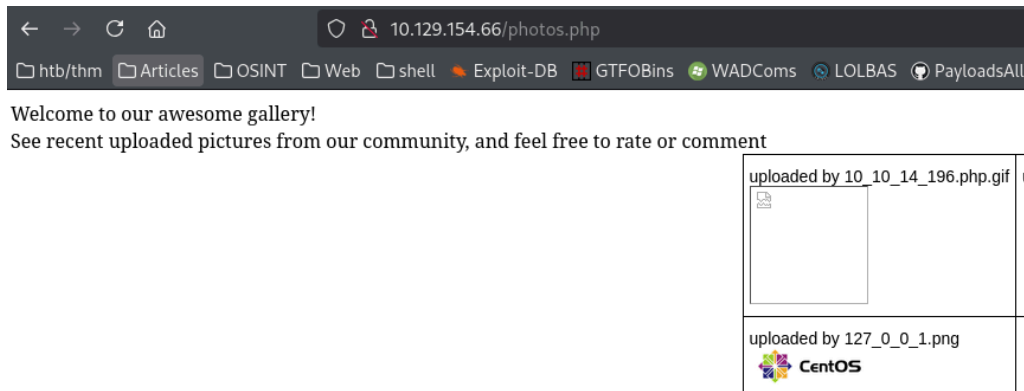 10.129.154.66/photos.php
htb/thm Articles OSINT Web shell Exploit-DB GTFOBins WADComs LOLBAS PayloadsAll
Welcome to our awesome gallery!
See recent uploaded pictures from our community, and feel free to rate or comment
uploaded by 10_10_14_196.php.gif
uploaded by 127_0_0_1.png
CentOS